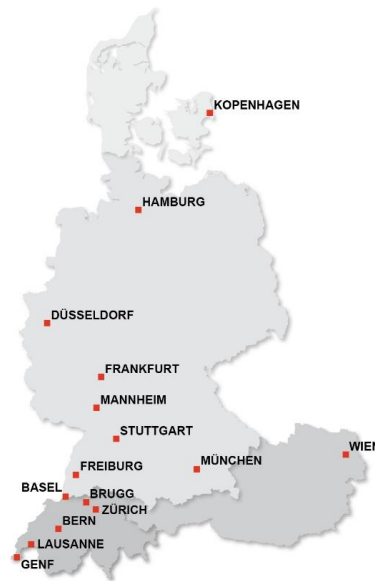 KOPENHAGEN
HAMBURG
DÜSSELDORF
FRANKFURT
MANNHEIM
STUTTGART
WIEN
MÜNCHEN
FREIBURG
BASEL
BRUGG
ZÜRICH
BERN
LAUSANNE
GENF